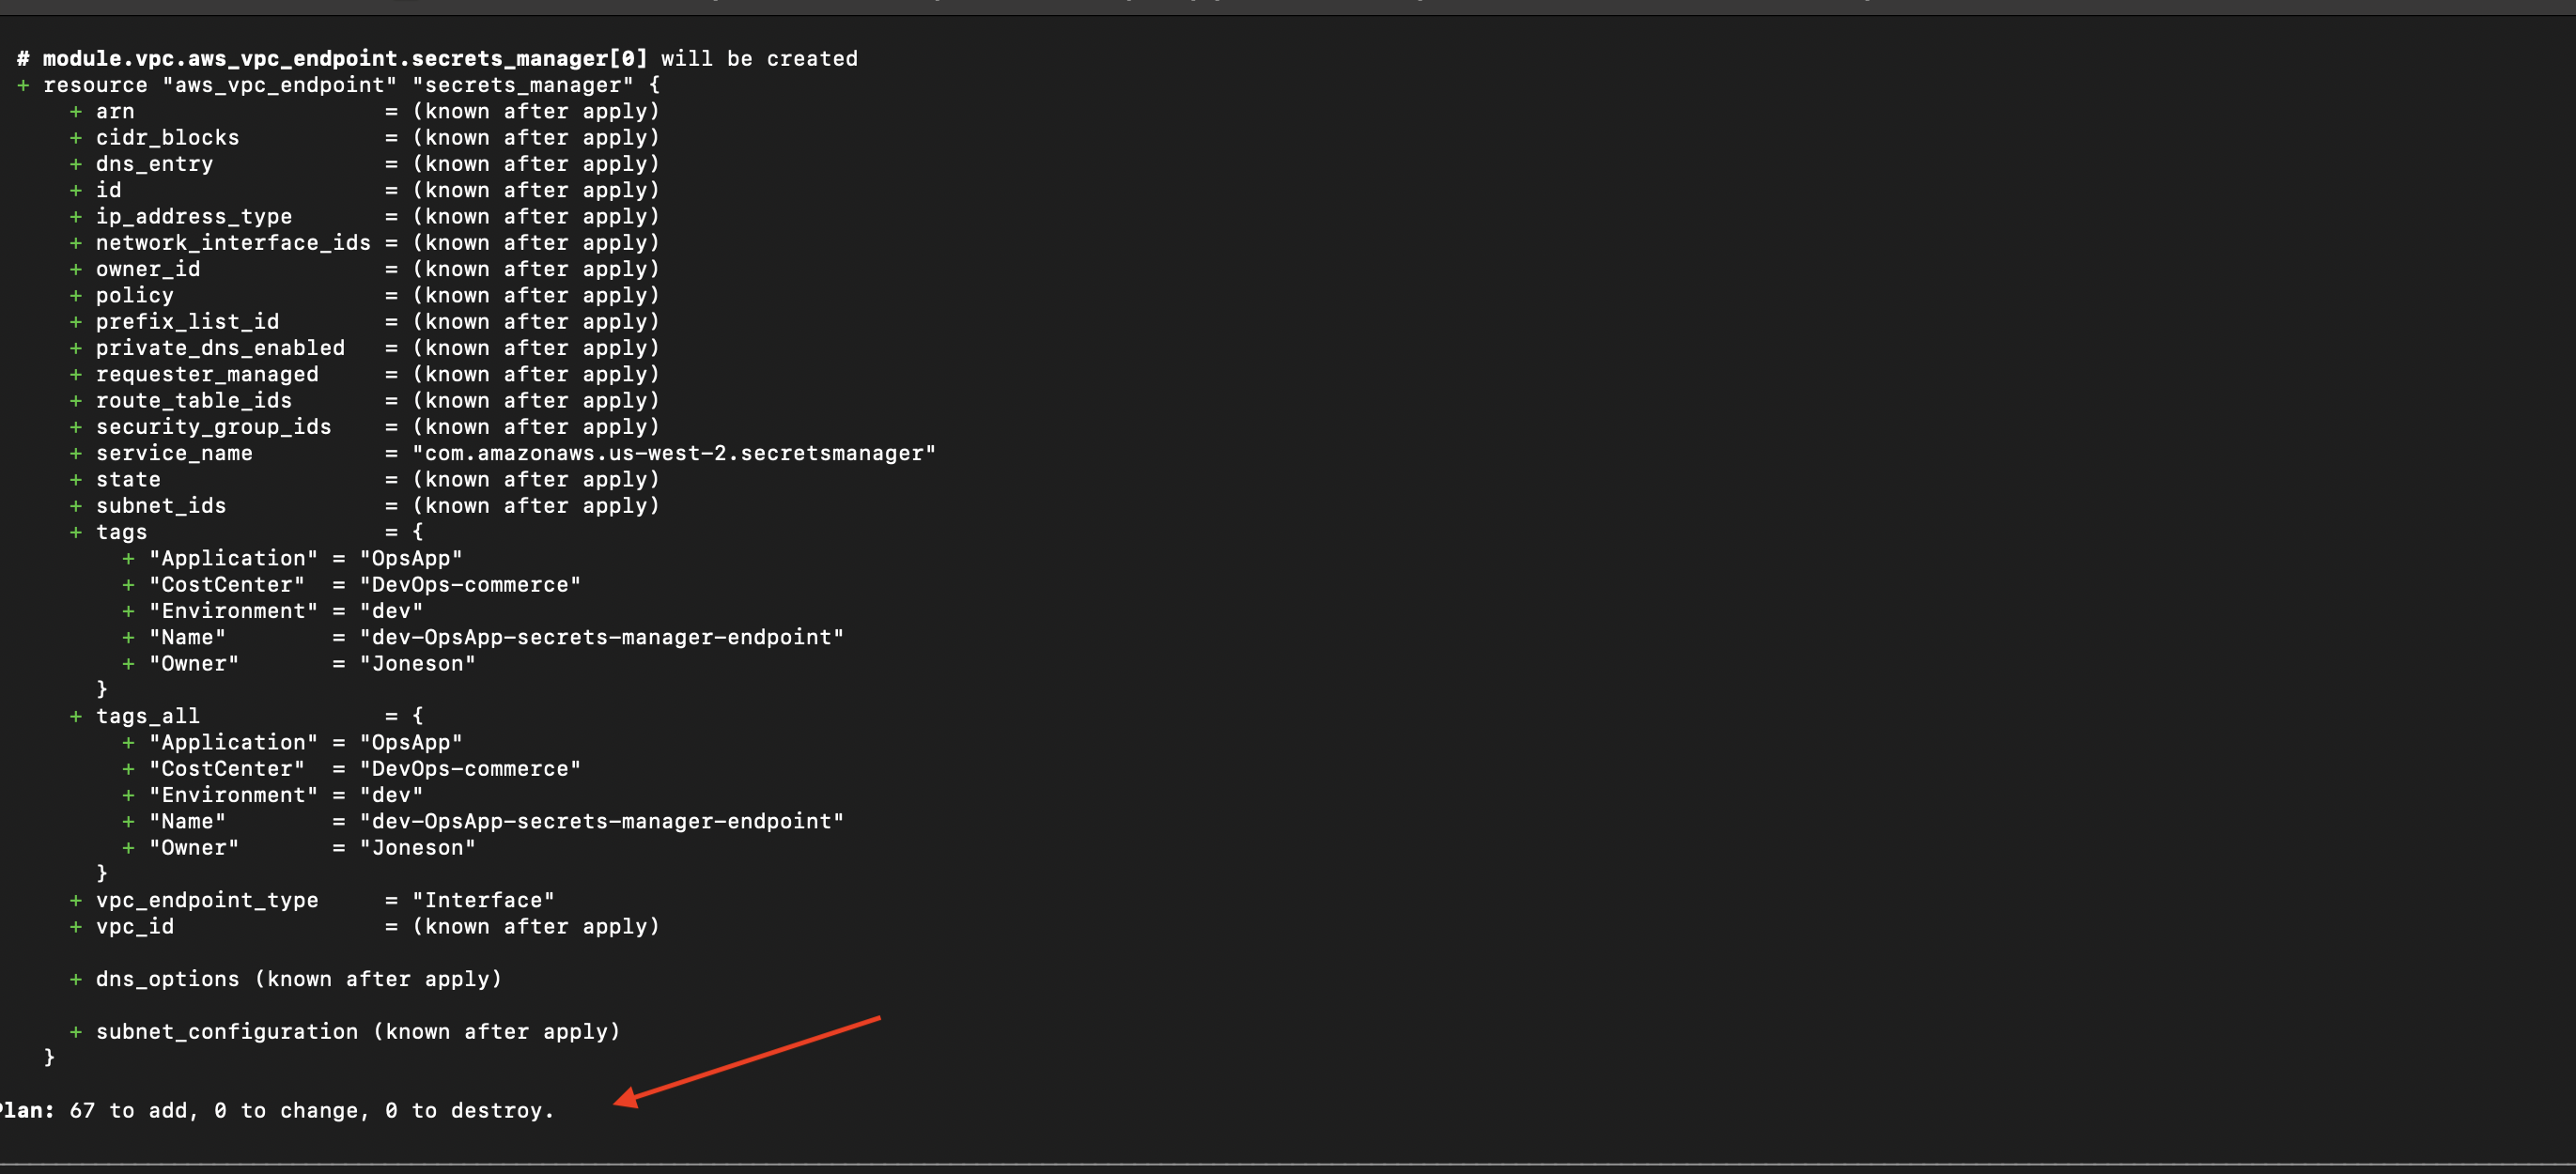 # module.vpc.aws_vpc_endpoint.secrets_manager[0] will be created
+ resource "aws_vpc_endpoint" "secrets_manager" {
    + arn                   = (known after apply)
    + cidr_blocks           = (known after apply)
    + dns_entry             = (known after apply)
    + id                    = (known after apply)
    + ip_address_type       = (known after apply)
    + network_interface_ids = (known after apply)
    + owner_id              = (known after apply)
    + policy                = (known after apply)
    + prefix_list_id        = (known after apply)
    + private_dns_enabled   = (known after apply)
    + requester_managed     = (known after apply)
    + route_table_ids       = (known after apply)
    + security_group_ids    = (known after apply)
    + service_name          = "com.amazonaws.us-west-2.secretsmanager"
    + state                 = (known after apply)
    + subnet_ids            = (known after apply)
    + tags                  = {
        + "Application" = "OpsApp"
        + "CostCenter"  = "DevOps-commerce"
        + "Environment" = "dev"
        + "Name"        = "dev-OpsApp-secrets-manager-endpoint"
        + "Owner"       = "Joneson"
      }
    + tags_all              = {
        + "Application" = "OpsApp"
        + "CostCenter"  = "DevOps-commerce"
        + "Environment" = "dev"
        + "Name"        = "dev-OpsApp-secrets-manager-endpoint"
        + "Owner"       = "Joneson"
      }
    + vpc_endpoint_type     = "Interface"
    + vpc_id                = (known after apply)
    + dns_options (known after apply)
    + subnet_configuration (known after apply)
  }
Plan: 67 to add, 0 to change, 0 to destroy.